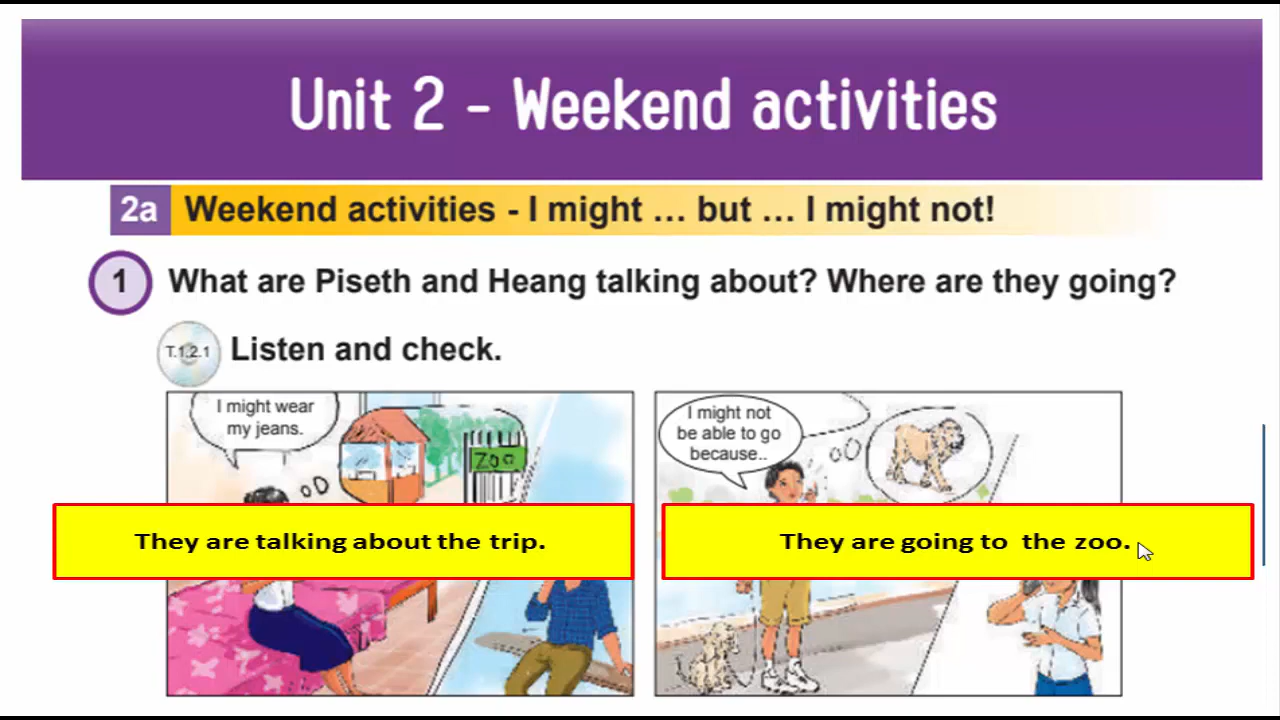 Unit 2 - Weekend activities
2a Weekend activities - I might ... but ... I might not!
1 What are Piseth and Heang talking about? Where are they going?
T.1.2.1 Listen and check.
I might wear
my jeans.
ZOO
I might not
be able to go
because..
They are talking about the trip.
They are going to the zoo.